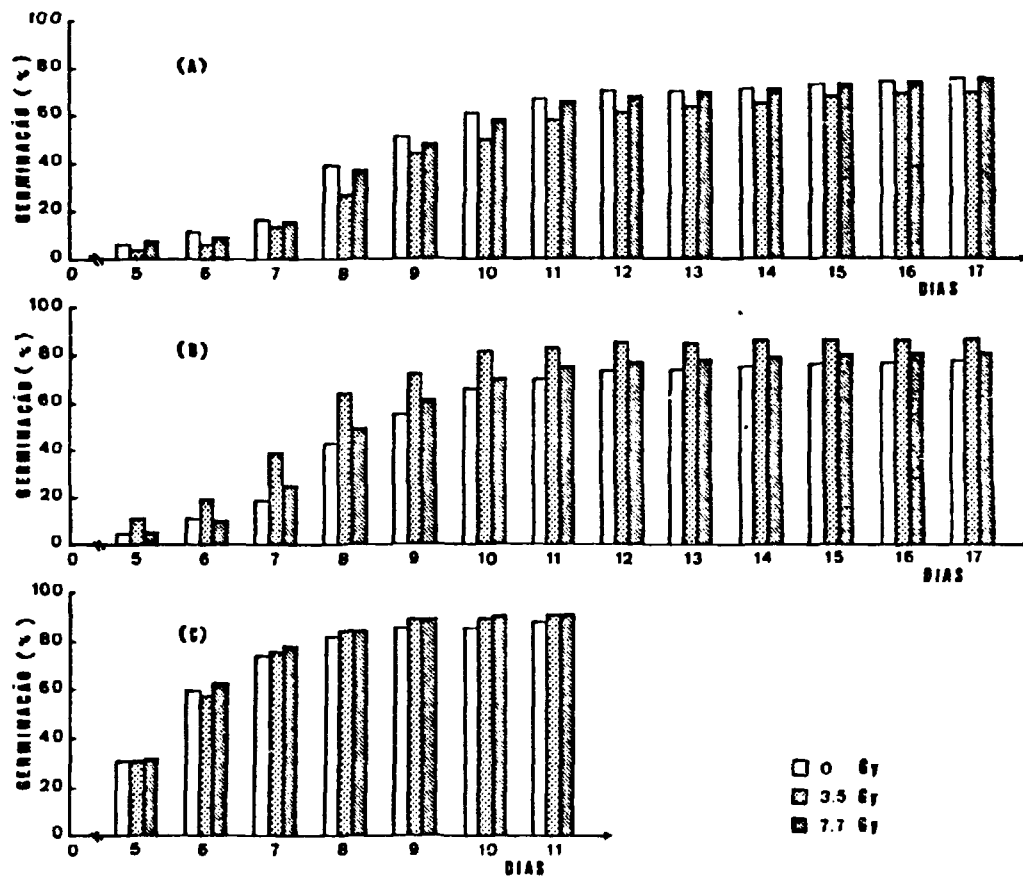 100
80
60
40
20
0
GERMINAÇÃO (%)
(A)
0 5 6 7 8 9 10 11 12 13 14 15 16 17
DIAS
100
80
60
40
20
0
GERMINAÇÃO (%)
(B)
0 5 6 7 8 9 10 11 12 13 14 15 16 17
DIAS
100
80
60
40
20
0
GERMINAÇÃO (%)
(C)
0 5 6 7 8 9 10 11
DIAS
0 Gy
3.5 Gy
7.7 Gy